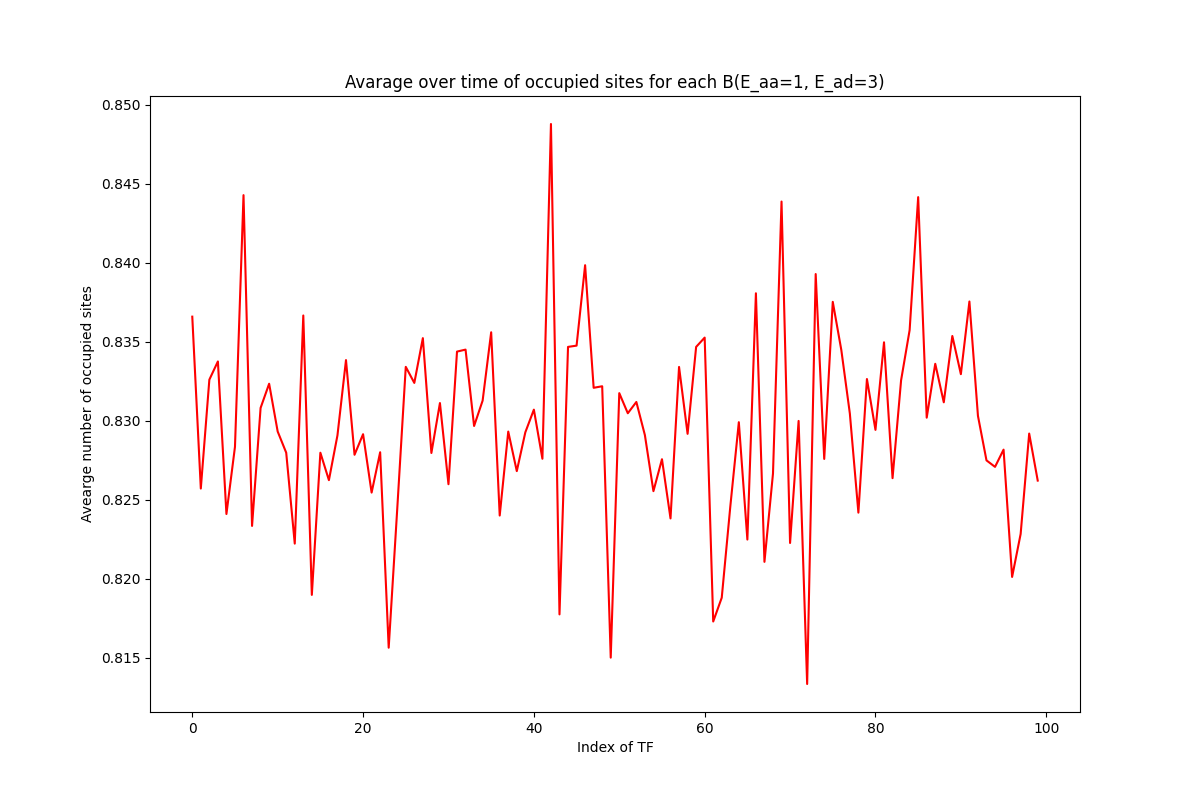 Avarage over time of occupied sites for each B(E_aa=1, E_ad=3)
0.850
0.845
0.840
0.835
0.830
0.825
0.820
0.815
Avearge number of occupied sites
0 20 40 60 80 100
Index of TF